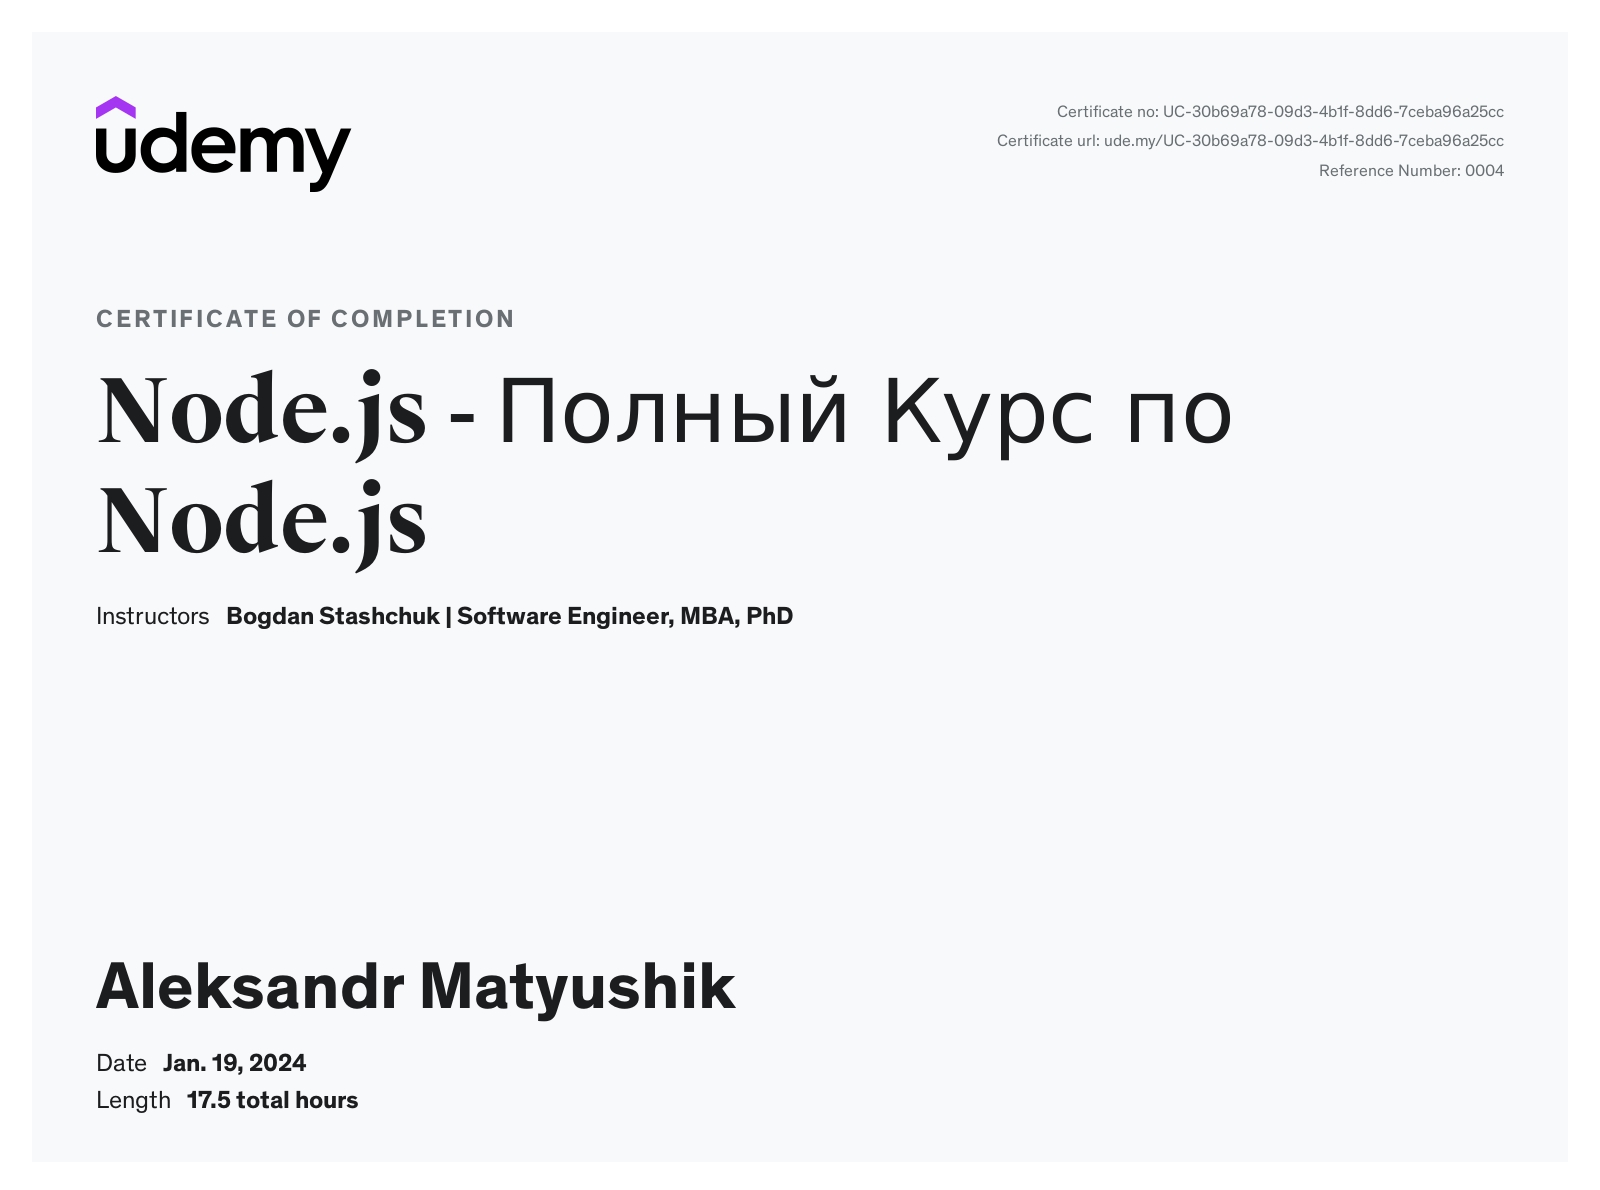 udemy
Certificate no: UC-30b69a78-09d3-4b1f-8dd6-7ceba96a25cc
Certificate url: ude.my/UC-30b69a78-09d3-4b1f-8dd6-7ceba96a25cc
Reference Number: 0004
CERTIFICATE OF COMPLETION
Node.js - Полный Курс по
Node.js
Instructors Bogdan Stashchuk | Software Engineer, MBA, PhD
Aleksandr Matyushik
Date Jan. 19, 2024
Length 17.5 total hours